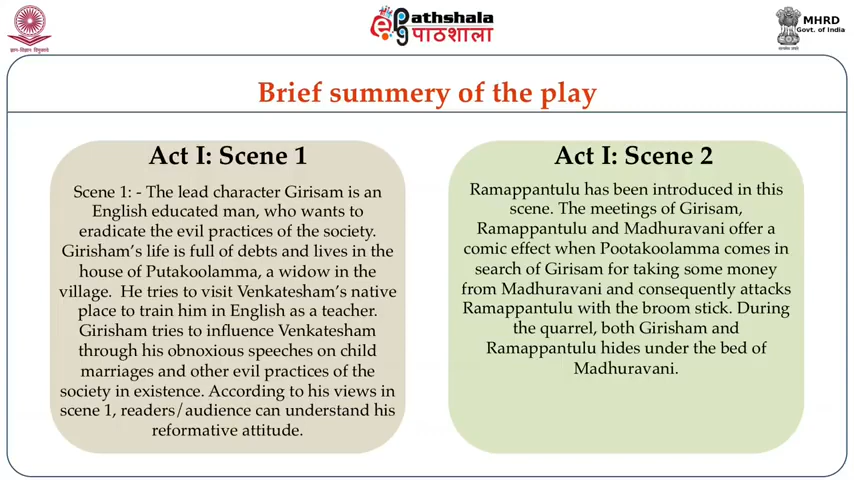 ज्ञान-विज्ञान विमुक्तये
ePgPathshala
पाठशाला
MHRD
Govt. of India
Brief summery of the play
Act I: Scene 1
Scene 1: - The lead character Girisam is an
English educated man, who wants to
eradicate the evil practices of the society.
Girisham's life is full of debts and lives in the
house of Putakoolamma, a widow in the
village. He tries to visit Venkatesham's native
place to train him in English as a teacher.
Girisham tries to influence Venkatesham
through his obnoxious speeches on child
marriages and other evil practices of the
society in existence. According to his views in
scene 1, readers/audience can understand his
reformative attitude.
Act I: Scene 2
Ramappantulu has been introduced in this
scene. The meetings of Girisam,
Ramappantulu and Madhuravani offer a
comic effect when Pootakoolamma comes in
search of Girisam for taking some money
from Madhuravani and consequently attacks
Ramappantulu with the broom stick. During
the quarrel, both Girisham and
Ramappantulu hides under the bed of
Madhuravani.